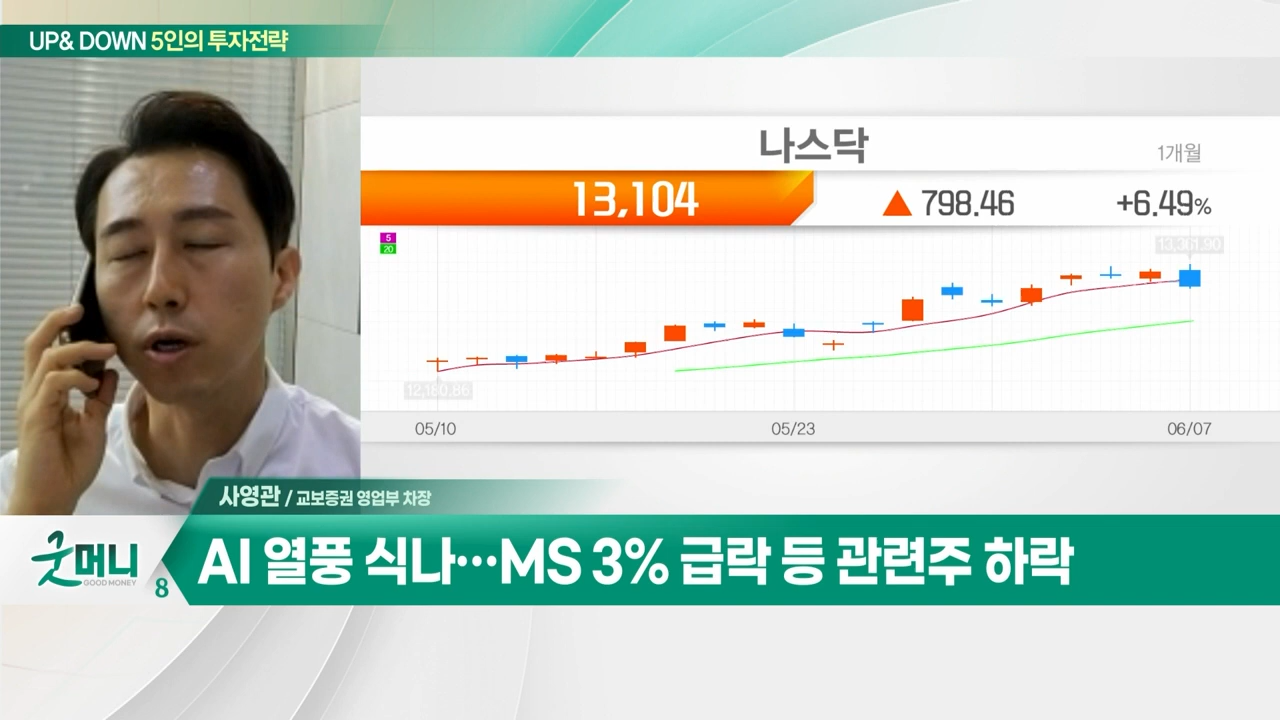 UP& DOWN 5인의 투자전략
나스닥
1개월
13,104
▲ 798.46
+6.49%
5
20
13,361.90
12,180.86
05/10
05/23
06/07
사영관 / 교보증권 영업부 차장
굿머니
GOOD MONEY
8
AI 열풍 식나…MS 3% 급락 등 관련주 하락